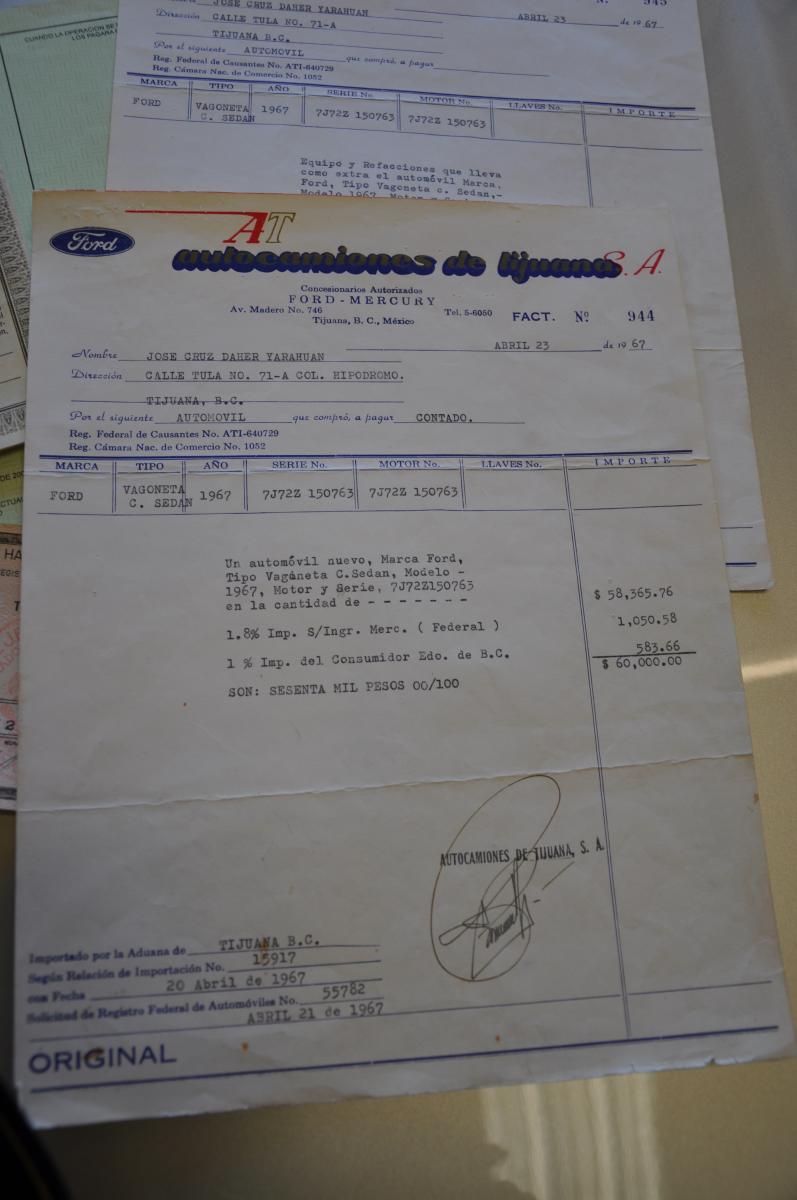 CUANDO LA OPERACION SE
LOS PAGARA
JOSE CRUZ DAHER YARAHUAN
Nº 945
ABRIL 23 de 1967
Dirección CALLE TULA NO. 71-A
TIJUANA B.C.
Por el siguiente AUTOMOVIL que compró, a pagar
Reg. Federal de Causantes No. ATI-640729
Reg. Cámara Nac. de Comercio No. 1052
MARCA TIPO AÑO SERIE No. MOTOR No. LLAVES No. IMPORTE
FORD VAGONETA 1967 7J72Z 150763 7J72Z 150763
C. SEDAN
Equipo y Refacciones que lleva
como extra el automóvil Marca.
Ford, Tipo Vagoneta c. Sedan,-
Ford
AT
autocamiones de tijuana S. A.
Concesionarios Autorizados
FORD - MERCURY
Av. Madero No. 746 Tel. 5-6050
Tijuana, B. C., México
FACT. Nº 944
ABRIL 23 de 1967
Nombre JOSE CRUZ DAHER YARAHUAN
Dirección CALLE TULA NO. 71-A COL. HIPODROMO.
TIJUANA, B.C.
Por el siguiente AUTOMOVIL que compró, a pagar CONTADO.
Reg. Federal de Causantes No. ATI-640729
Reg. Cámara Nac. de Comercio No. 1052
MARCA TIPO AÑO SERIE No. MOTOR No. LLAVES No. IMPORTE
FORD VAGONETA 1967 7J72Z 150763 7J72Z 150763
C. SEDAN
Un automóvil nuevo, Marca Ford,
Tipo Vagáneta C.Sedan, Modelo -
1967, Motor y Serie, 7J72Z150763
en la cantidad de - - - - - - - $ 58,365.76
1.8% Imp. S/Ingr. Merc. ( Federal ) 1,050.58
1 % Imp. del Consumidor Edo. de B.C. 583.66
$ 60,000.00
SON: SESENTA MIL PESOS 00/100
AUTOCAMIONES DE TIJUANA, S. A.
Importado por la Aduana de TIJUANA B.C.
Según Relación de Importación No. 15917
con Fecha 20 Abril de 1967
Solicitud de Registro Federal de Automóviles No. 55782
ABRIL 21 de 1967
ORIGINAL